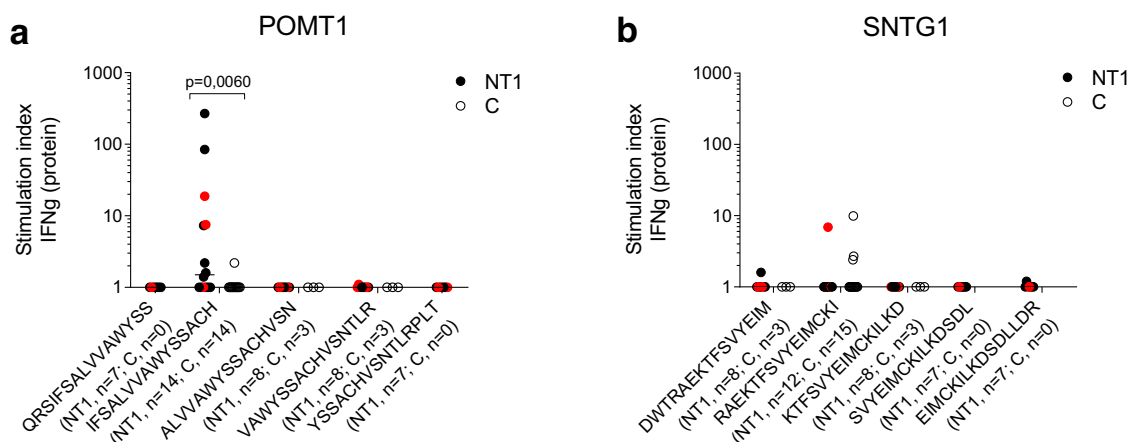 a
POMT1
Stimulation index
IFNg (protein)
1000
100
10
1
p=0,0060
NT1
C
QRSIFSALVVAWYSS
(NT1, n=7; C, n=0)
IFSALVVAWYSSACH
(NT1, n=14; C, n=14)
ALVVAWYSSACHVSN
(NT1, n=8; C, n=3)
VAWYSSACHVSNTLR
(NT1, n=8; C, n=3)
YSSACHVSNTLRPLT
(NT1, n=7; C, n=0)
b
SNTG1
Stimulation index
IFNg (protein)
1000
100
10
1
NT1
C
DWTRAEKTFSVYEIM
(NT1, n=8; C, n=3)
RAEKTFSVYEIMCKI
(NT1, n=12; C, n=15)
KTFSVYEIMCKILKD
(NT1, n=8; C, n=3)
SVYEIMCKILKDSDL
(NT1, n=7; C, n=0)
EIMCKILKDSDLLDR
(NT1, n=7; C, n=0)